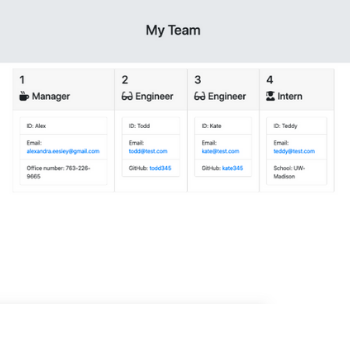 My Team
1
Manager
ID: Alex
Email:
alexandra.eesley@gmail.com
Office number: 763-226-
9665
2
Engineer
ID: Todd
Email:
todd@test.com
GitHub: todd345
3
Engineer
ID: Kate
Email:
kate@test.com
GitHub: kate345
4
Intern
ID: Teddy
Email:
teddy@test.com
School: UW-
Madison